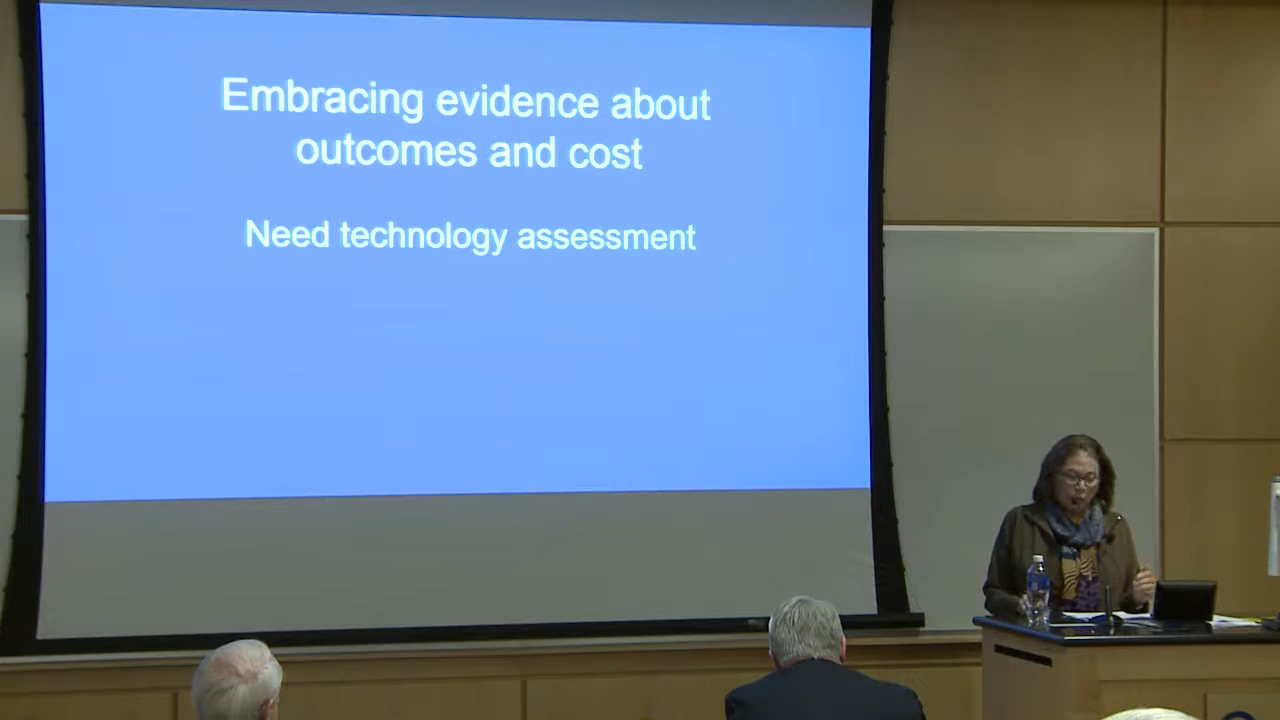 Embracing evidence about
outcomes and cost
Need technology assessment